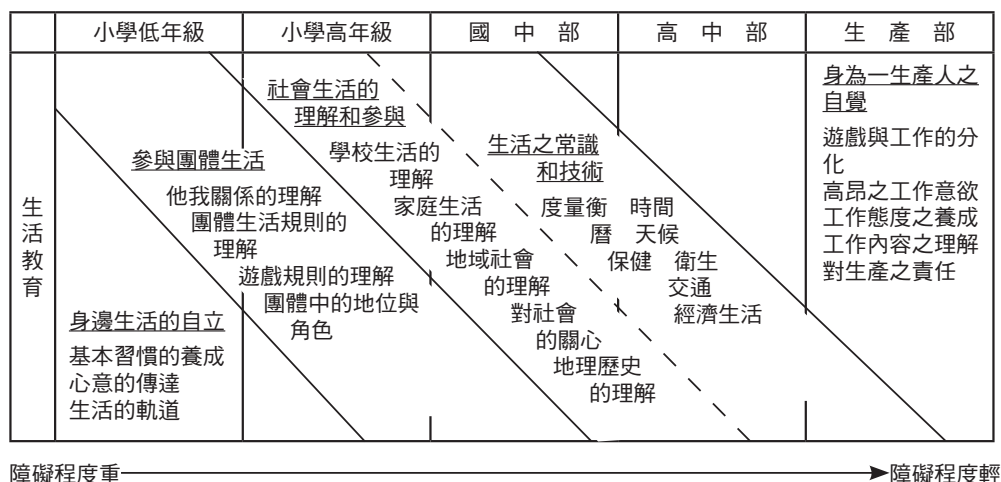 小學低年級 小學高年級 國中部 高中部 生產部
生活教育
身邊生活的自立
基本習慣的養成
心意的傳達
生活的軌道
參與團體生活
他我關係的理解
團體生活規則的
理解
遊戲規則的理解
團體中的地位與
角色
社會生活的
理解和參與
學校生活的
理解
家庭生活
的理解
地域社會
的理解
對社會
的關心
地理歷史
的理解
生活之常識
和技術
度量衡 時間
曆 天候
保健 衛生
交通
經濟生活
身為一生產人之
自覺
遊戲與工作的分
化
高昂之工作意欲
工作態度之養成
工作內容之理解
對生產之責任
障礙程度重 障礙程度輕